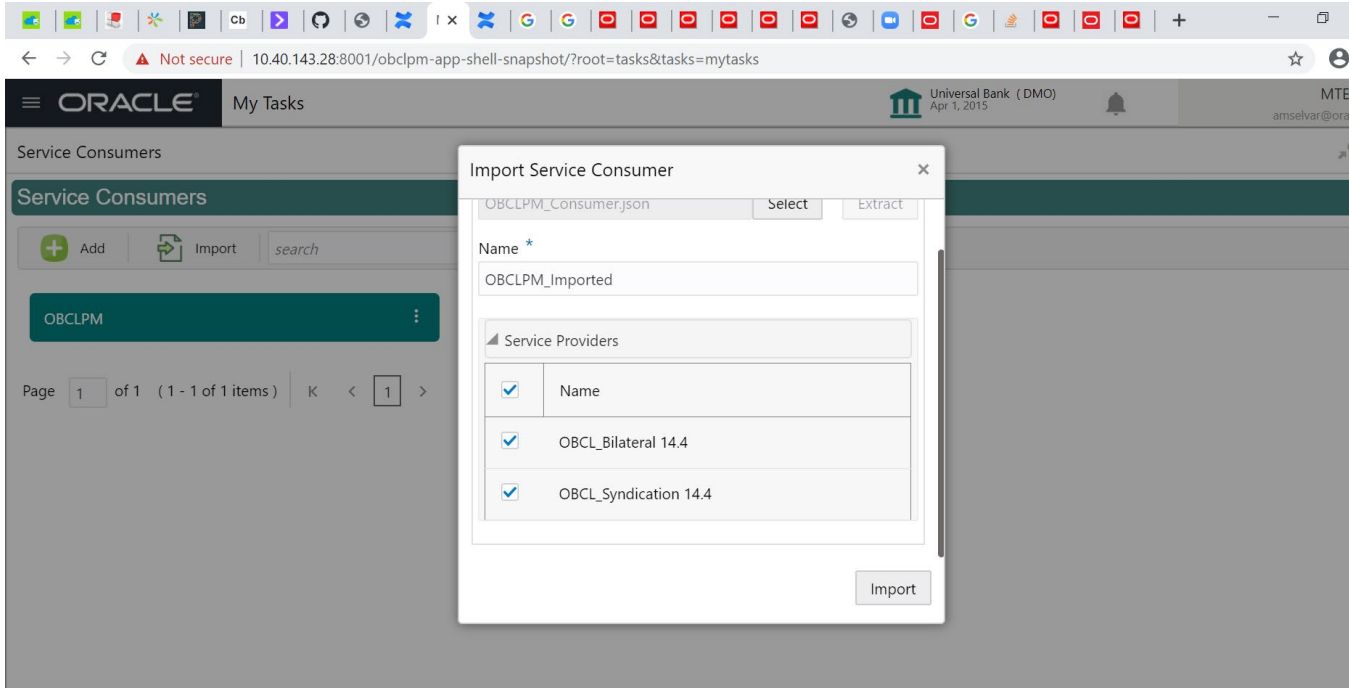 Cb
Not secure | 10.40.143.28:8001/obclpm-app-shell-snapshot/?root=tasks&tasks=mytasks
ORACLE My Tasks Universal Bank ( DMO) MTE
Apr 1, 2015 amselvar@ora
Service Consumers
Service Consumers
Add Import search
OBCLPM
Page 1 of 1 ( 1 - 1 of 1 items ) K < 1 >
Import Service Consumer ×
OBCLPM_Consumer.json Select Extract
Name *
OBCLPM_Imported
Service Providers
Name
OBCL_Bilateral 14.4
OBCL_Syndication 14.4
Import